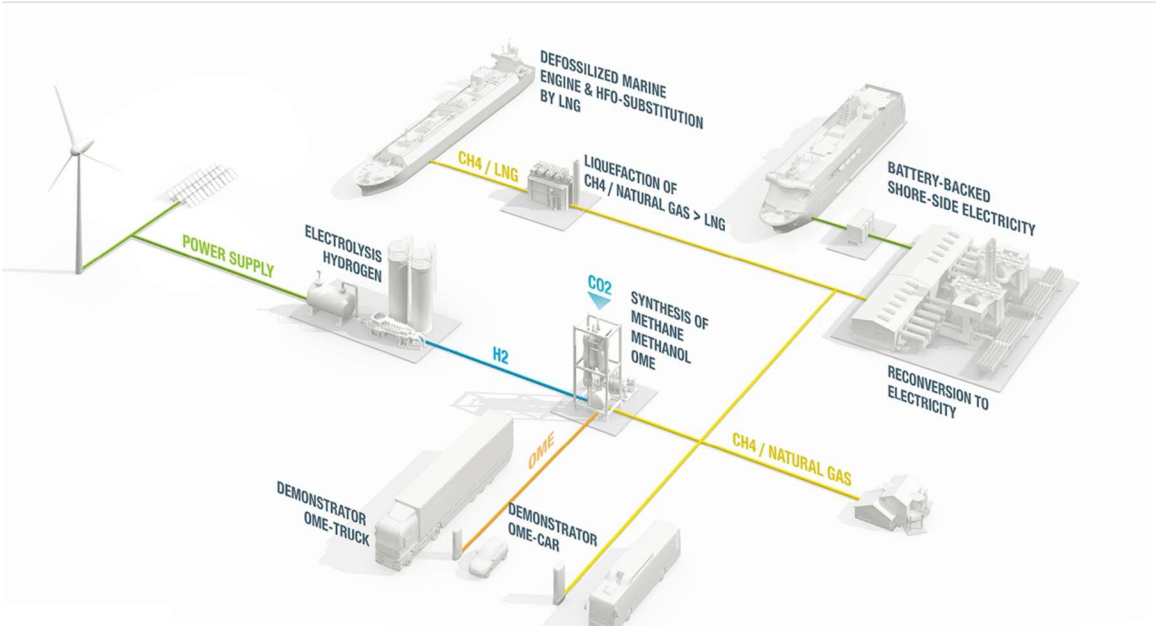 DEFOSSILIZED MARINE
ENGINE & HFO-SUBSTITUTION
BY LNG
CH4 / LNG
LIQUEFACTION OF
CH4 / NATURAL GAS > LNG
BATTERY-BACKED
SHORE-SIDE ELECTRICITY
POWER SUPPLY
ELECTROLYSIS
HYDROGEN
CO2
SYNTHESIS OF
METHANE
METHANOL
OME
H2
RECONVERSION TO
ELECTRICITY
CH4 / NATURAL GAS
OME
DEMONSTRATOR
OME-TRUCK
DEMONSTRATOR
OME-CAR